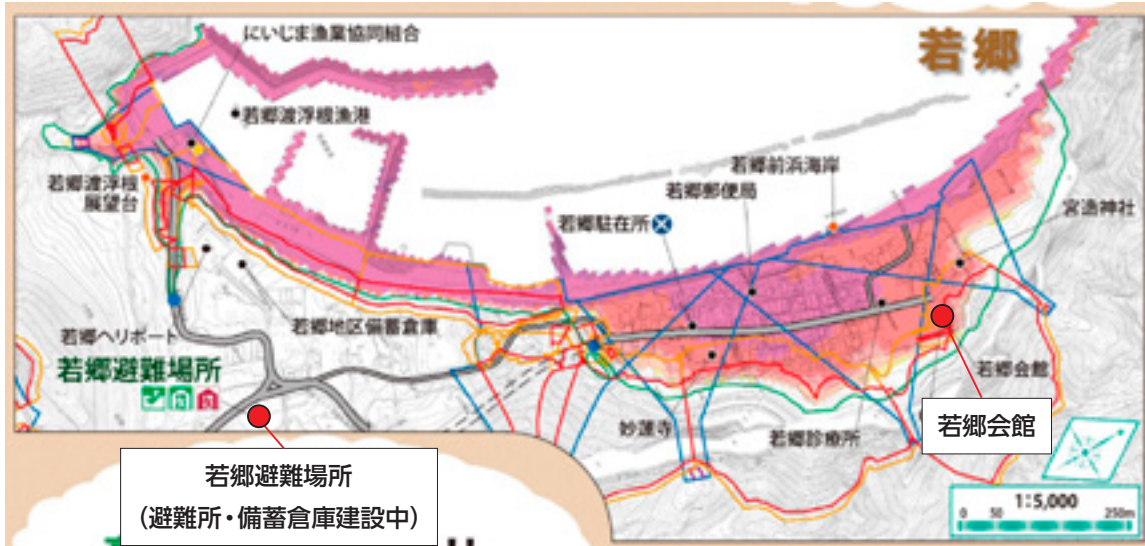 若郷
にいじま漁業協同組合
若郷渡浮根漁港
若郷前浜海岸
若郷郵便局
若郷駐在所
宮造神社
若郷渡浮根
展望台
若郷地区備蓄倉庫
若郷ヘリポート
若郷避難場所
若郷会館
妙蓮寺
若郷診療所
若郷会館
若郷避難場所
(避難所・備蓄倉庫建設中)
1:5,000
0 50 250m